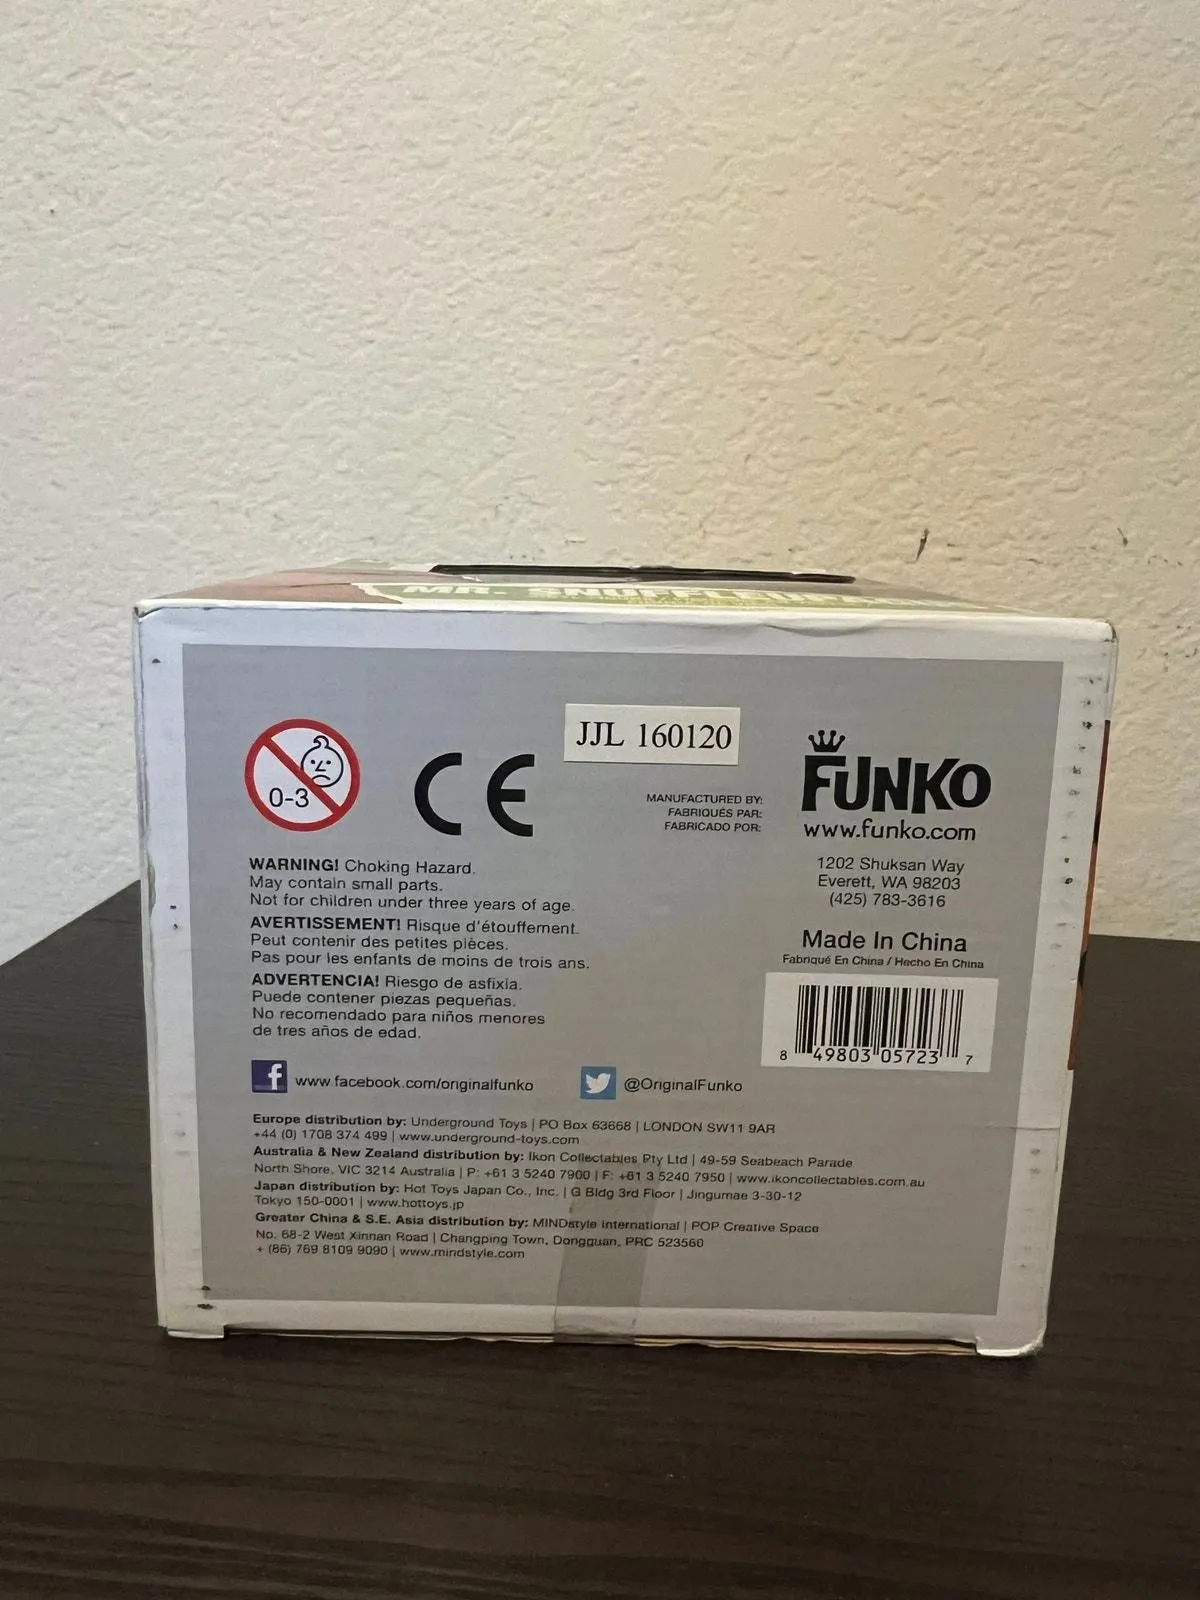 MR. SNUFFLEUPAGUS
JJL 160120
0-3
CE
MANUFACTURED BY:
FABRIQUÉS PAR:
FABRICADO POR:
FUNKO
www.funko.com
1202 Shuksan Way
Everett, WA 98203
(425) 783-3616
WARNING! Choking Hazard.
May contain small parts.
Not for children under three years of age.
AVERTISSEMENT! Risque d'étouffement.
Peut contenir des petites pièces.
Pas pour les enfants de moins de trois ans.
ADVERTENCIA! Riesgo de asfixia.
Puede contener piezas pequeñas.
No recomendado para niños menores
de tres años de edad.
Made In China
Fabriqué En China / Hecho En China
8 49803 05723 7
f www.facebook.com/originalfunko
@OriginalFunko
Europe distribution by: Underground Toys | PO Box 63668 | LONDON SW11 9AR
+44 (0) 1708 374 499 | www.underground-toys.com
Australia & New Zealand distribution by: Ikon Collectables Pty Ltd | 49-59 Seabeach Parade
North Shore, VIC 3214 Australia | P: +61 3 5240 7900 | F: +61 3 5240 7950 | www.ikoncollectables.com.au
Japan distribution by: Hot Toys Japan Co., Inc. | G Bldg 3rd Floor | Jingumae 3-30-12
Tokyo 150-0001 | www.hottoys.jp
Greater China & S.E. Asia distribution by: MINDstyle International | POP Creative Space
No. 68-2 West Xinnan Road | Changping Town, Dongguan, PRC 523560
+ (86) 769 8109 9090 | www.mindstyle.com